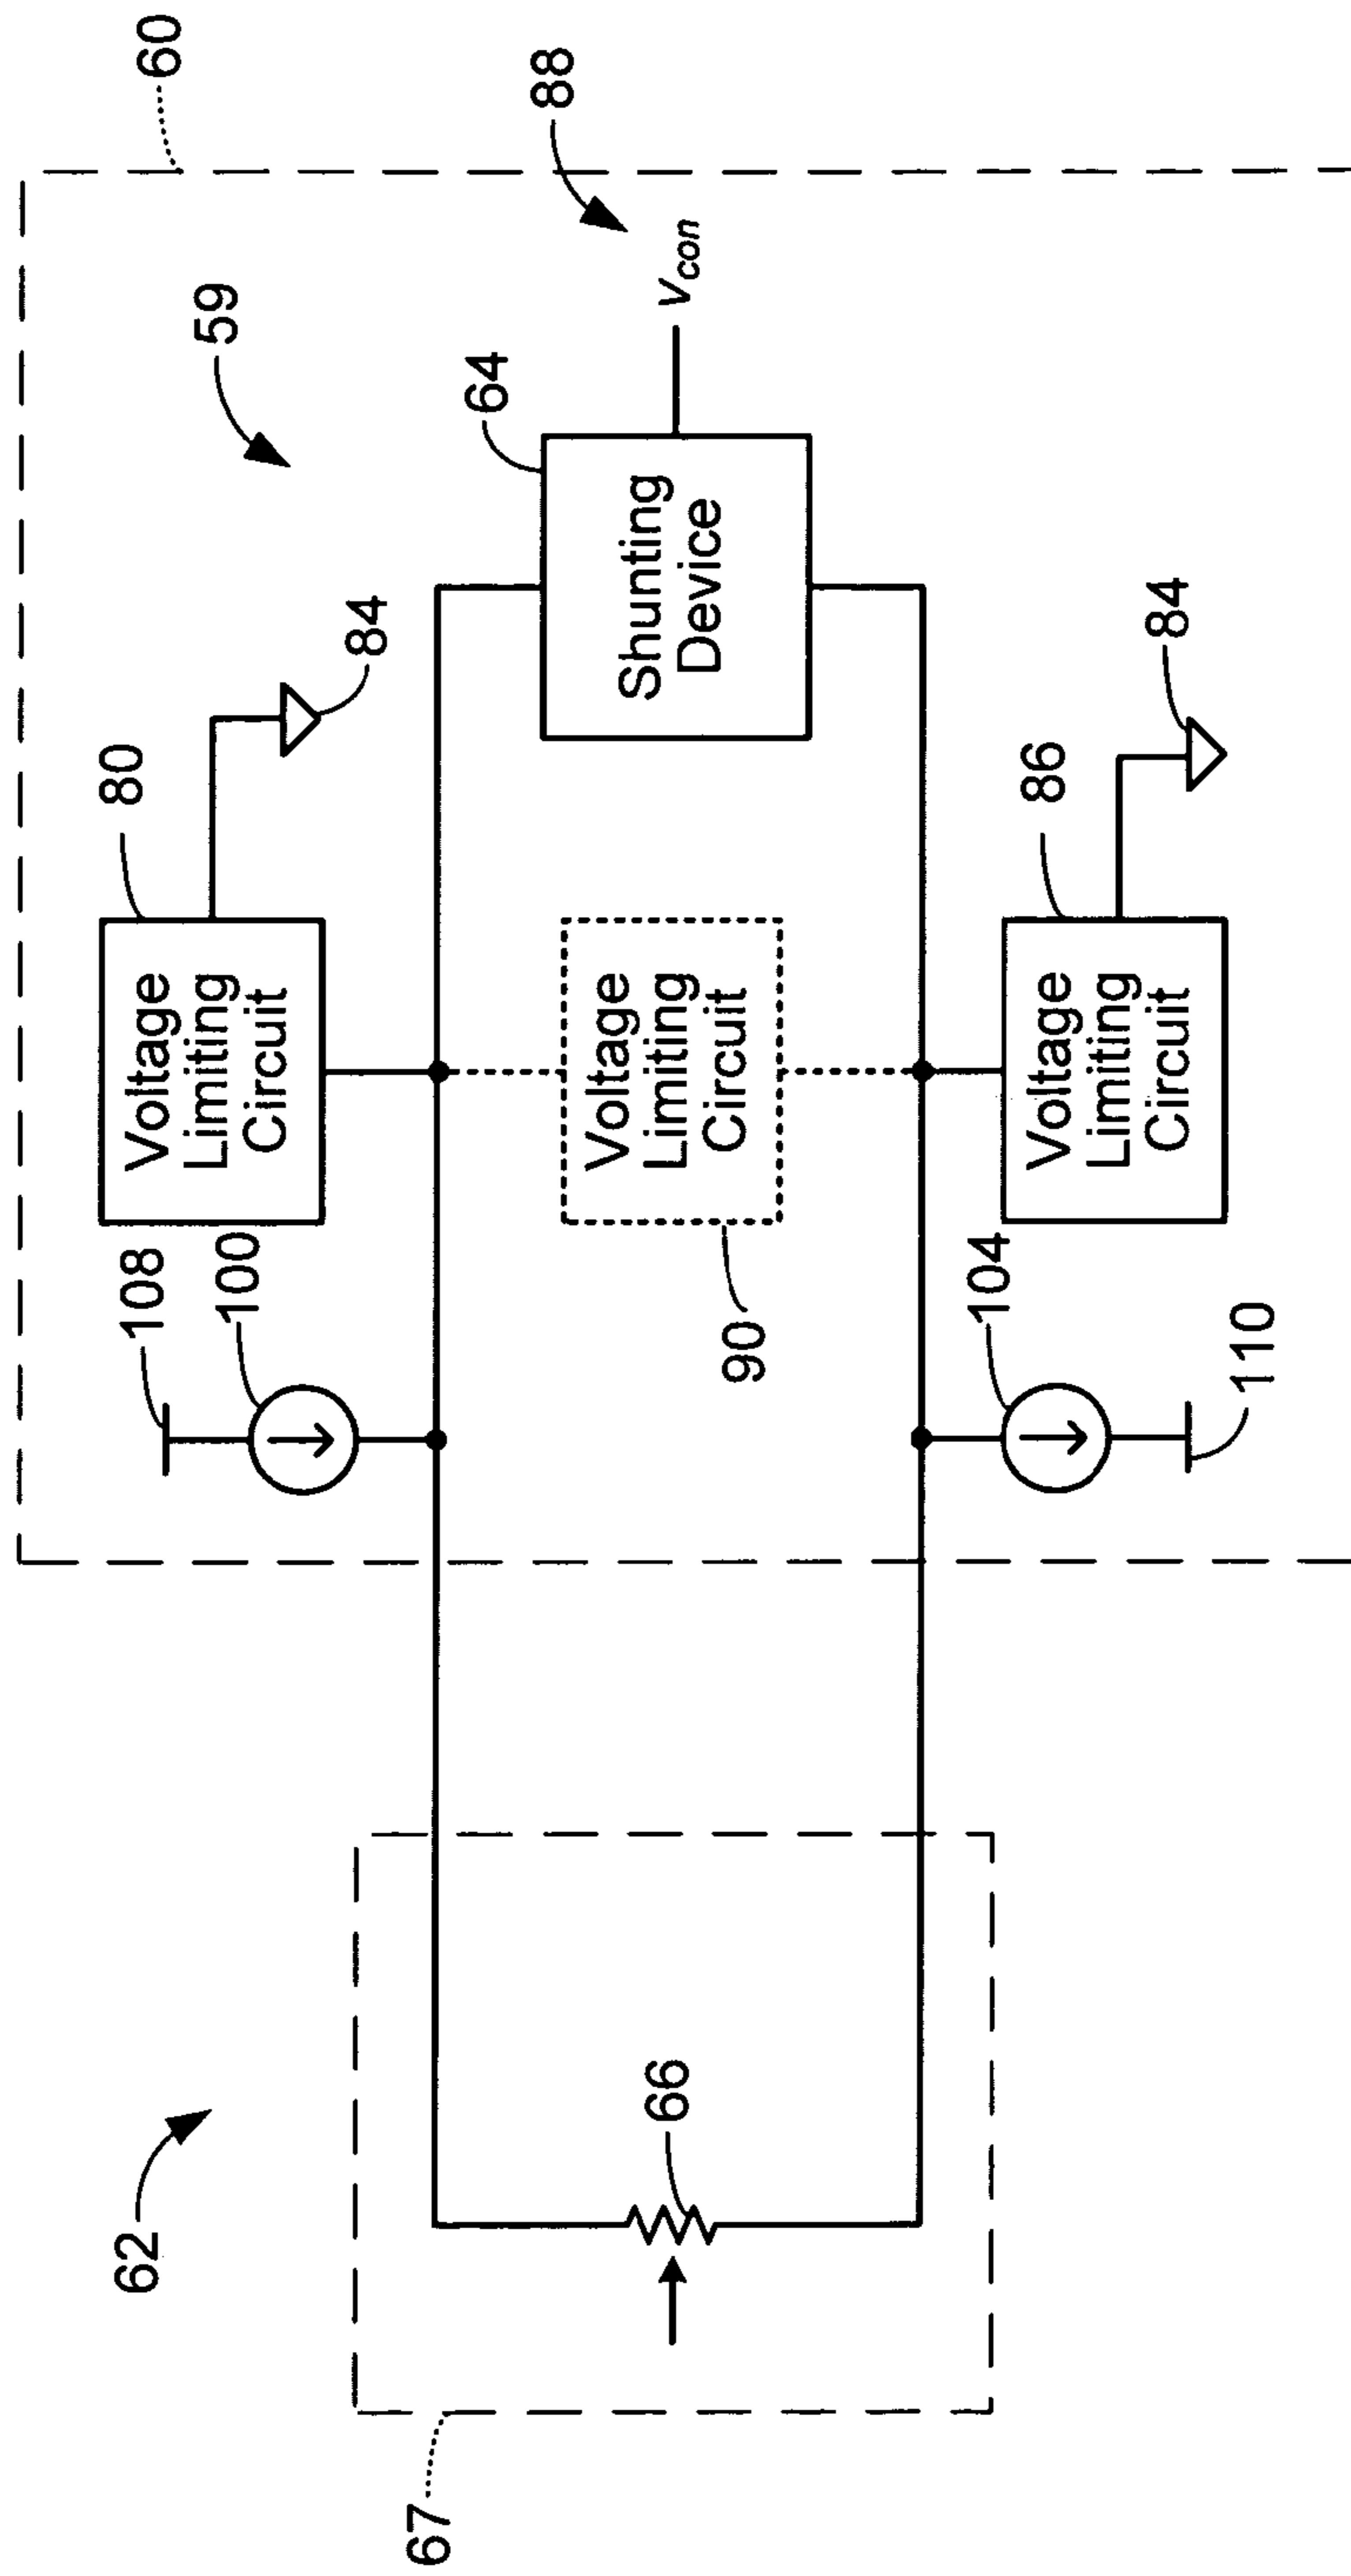 60
59
88
80
84
64
Voltage
Limiting
Circuit
108
100
Shunting
Device
v_con
Voltage
Limiting
Circuit
90
62
66
67
104
110
Voltage
Limiting
Circuit
86
84